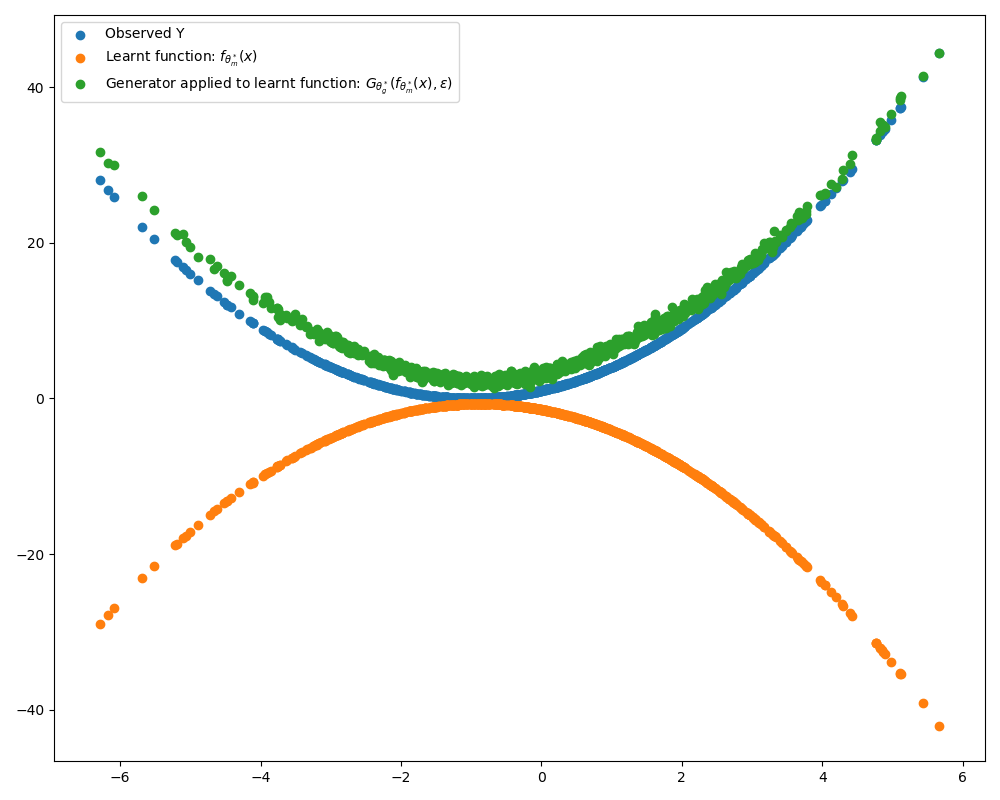 Observed Y
Learnt function: $f_{\theta_m^*}(x)$
Generator applied to learnt function: $G_{\theta_g^*}(f_{\theta_m^*}(x), \varepsilon)$
40
20
0
−20
−40
−6 −4 −2 0 2 4 6